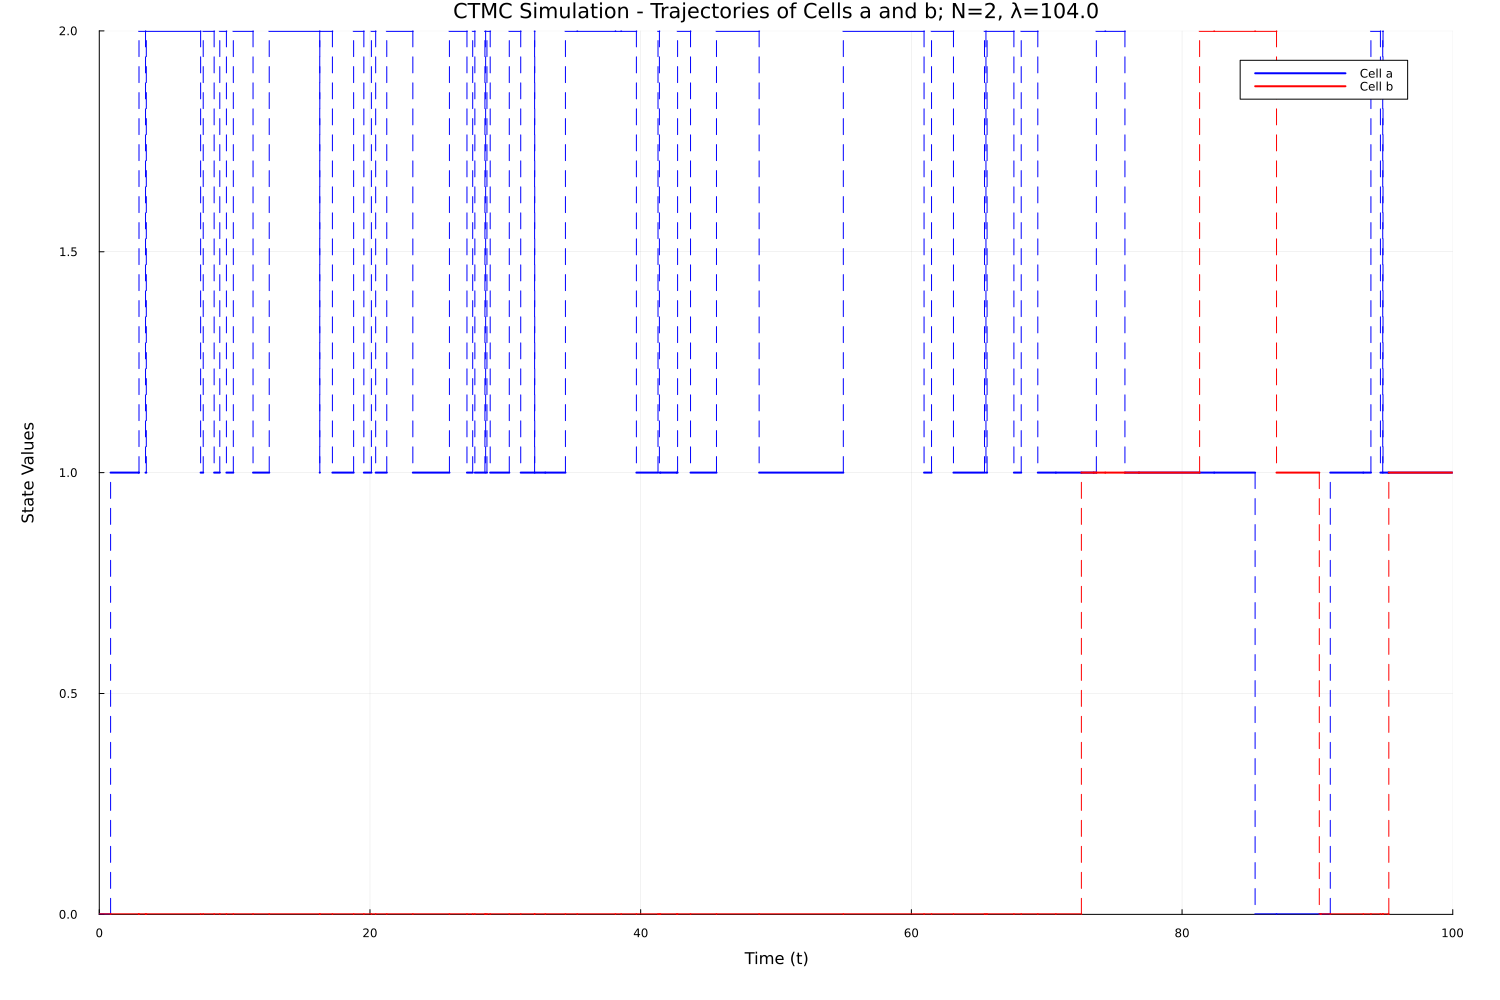 CTMC Simulation - Trajectories of Cells a and b; N=2, λ=104.0
2.0
Cell a
Cell b
1.5
1.0
State Values
0.5
0.0
0 20 40 60 80 100
Time (t)